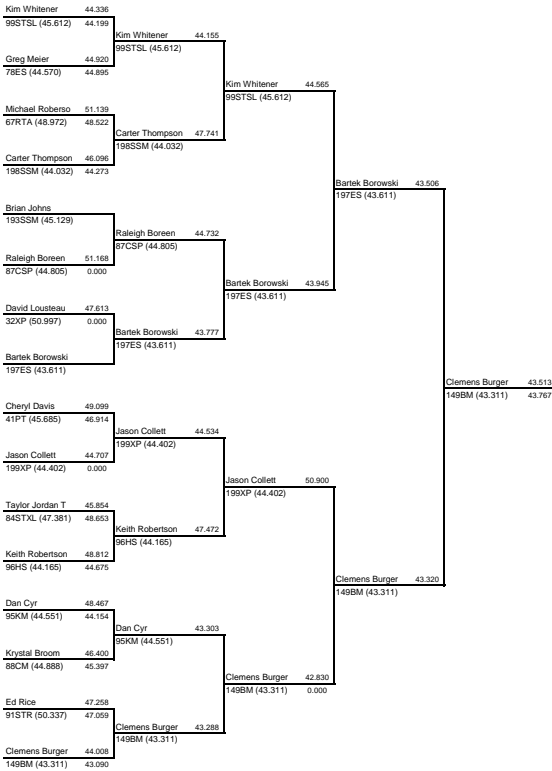 Kim Whitener 44.336
99STSL (45.612) 44.199
Greg Meier 44.920
78ES (44.570) 44.895
Michael Roberso 51.139
67RTA (48.972) 48.522
Carter Thompson 46.096
198SSM (44.032) 44.273
Brian Johns
193SSM (45.129)
Raleigh Boreen 51.168
87CSP (44.805) 0.000
David Lousteau 47.613
32XP (50.997) 0.000
Bartek Borowski
197ES (43.611)
Cheryl Davis 49.099
41PT (45.685) 46.914
Jason Collett 44.707
199XP (44.402) 0.000
Taylor Jordan T 45.854
84STXL (47.381) 48.653
Keith Robertson 48.812
96HS (44.165) 44.675
Dan Cyr 48.467
95KM (44.551) 44.154
Krystal Broom 46.400
88CM (44.888) 45.397
Ed Rice 47.258
91STR (50.337) 47.059
Clemens Burger 44.008
149BM (43.311) 43.090
Kim Whitener 44.155
99STSL (45.612)
Carter Thompson 47.741
198SSM (44.032)
Raleigh Boreen 44.732
87CSP (44.805)
Bartek Borowski 43.777
197ES (43.611)
Jason Collett 44.534
199XP (44.402)
Keith Robertson 47.472
96HS (44.165)
Dan Cyr 43.303
95KM (44.551)
Clemens Burger 43.288
149BM (43.311)
Kim Whitener 44.565
99STSL (45.612)
Bartek Borowski 43.945
197ES (43.611)
Jason Collett 50.900
199XP (44.402)
Clemens Burger 42.830
149BM (43.311) 0.000
Bartek Borowski 43.506
197ES (43.611)
Clemens Burger 43.320
149BM (43.311)
Clemens Burger 43.513
149BM (43.311) 43.767